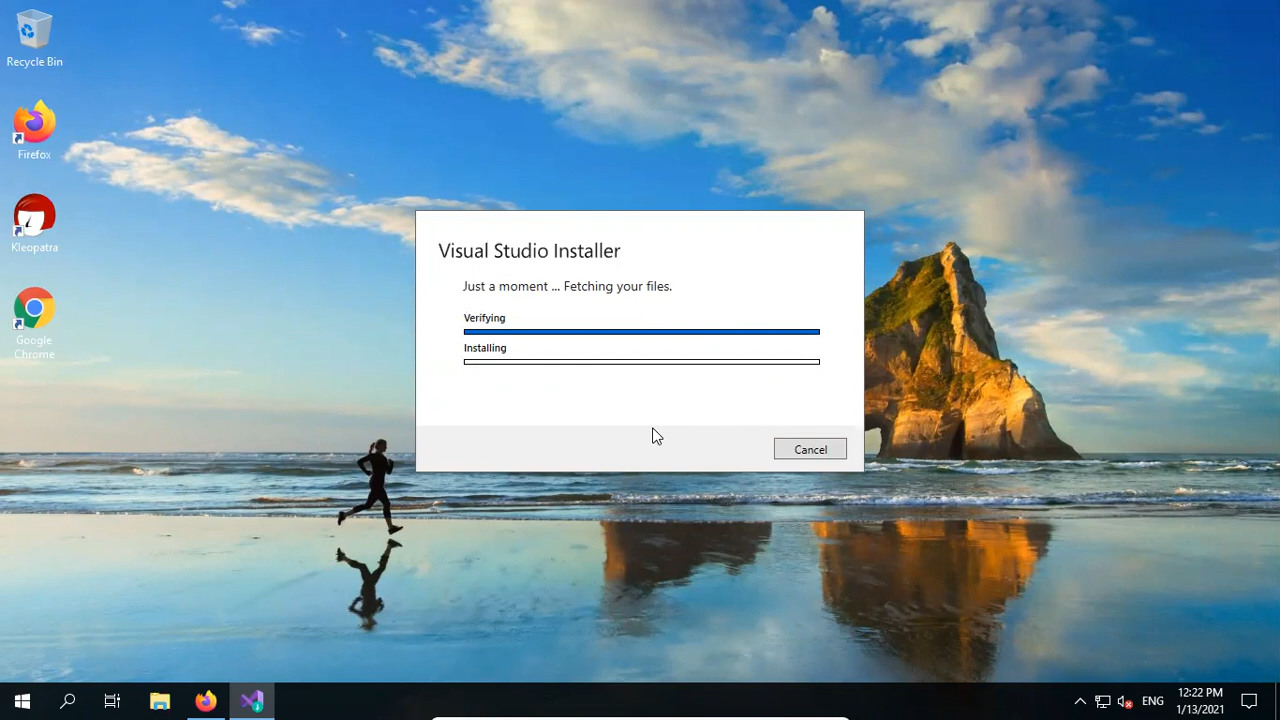 Recycle Bin
Firefox
Kleopatra
Google
Chrome
Visual Studio Installer
Just a moment ... Fetching your files.
Verifying
Installing
Cancel
ENG
12:22 PM
1/13/2021